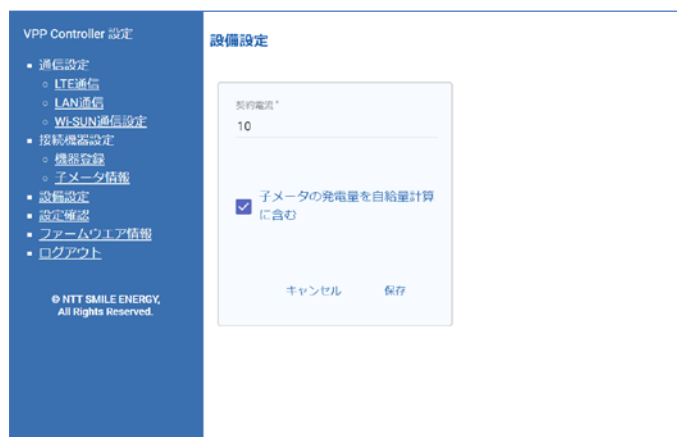 VPP Controller 設定
通信設定
LTE通信
LAN通信
Wi-SUN通信設定
接続機器設定
機器登録
子メータ情報
設備設定
設定確認
ファームウエア情報
ログアウト
© NTT SMILE ENERGY,
All Rights Reserved.
設備設定
契約電流*
10
子メータの発電量を自給量計算
に含む
キャンセル 保存